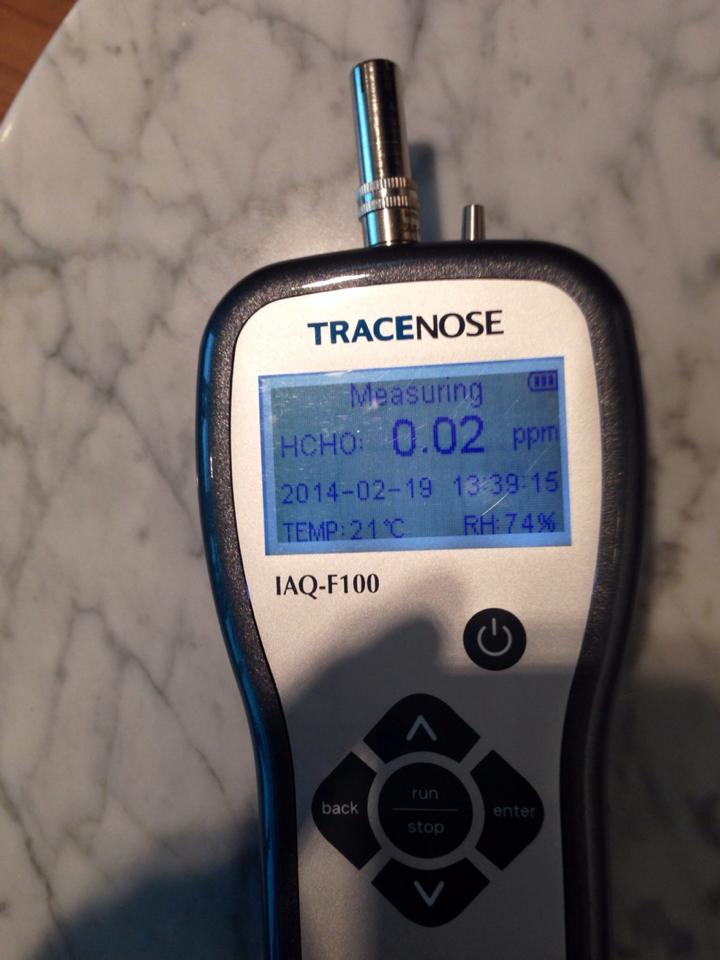 TRACENOSE
Measuring
HCHO: 0.02 ppm
2014-02-19 13:39:15
TEMP:21℃ RH:74%
IAQ-F100
back
run
stop
enter